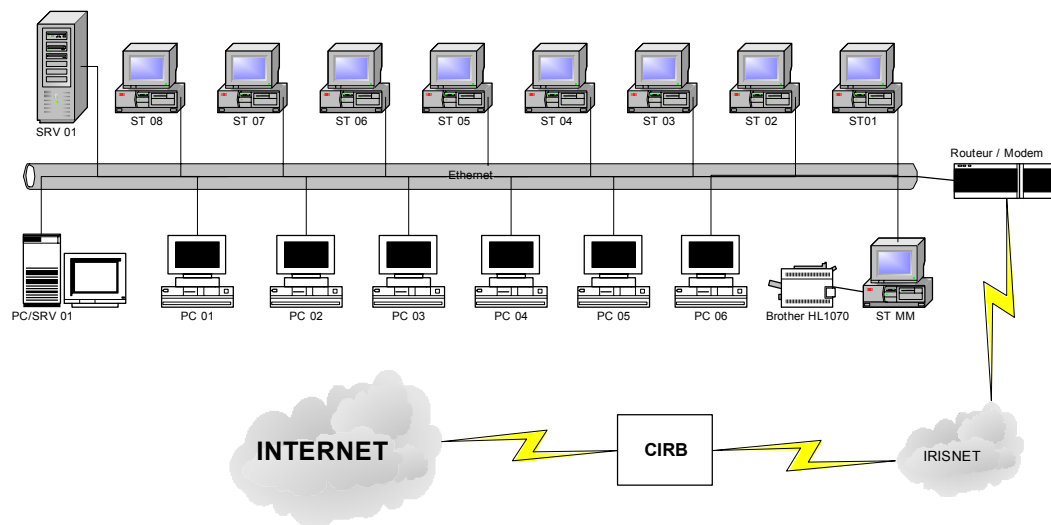 SRV 01
ST 08
ST 07
ST 06
ST 05
ST 04
ST 03
ST 02
ST01
Ethernet
Routeur / Modem
PC/SRV 01
PC 01
PC 02
PC 03
PC 04
PC 05
PC 06
Brother HL1070
ST MM
INTERNET
CIRB
IRISNET